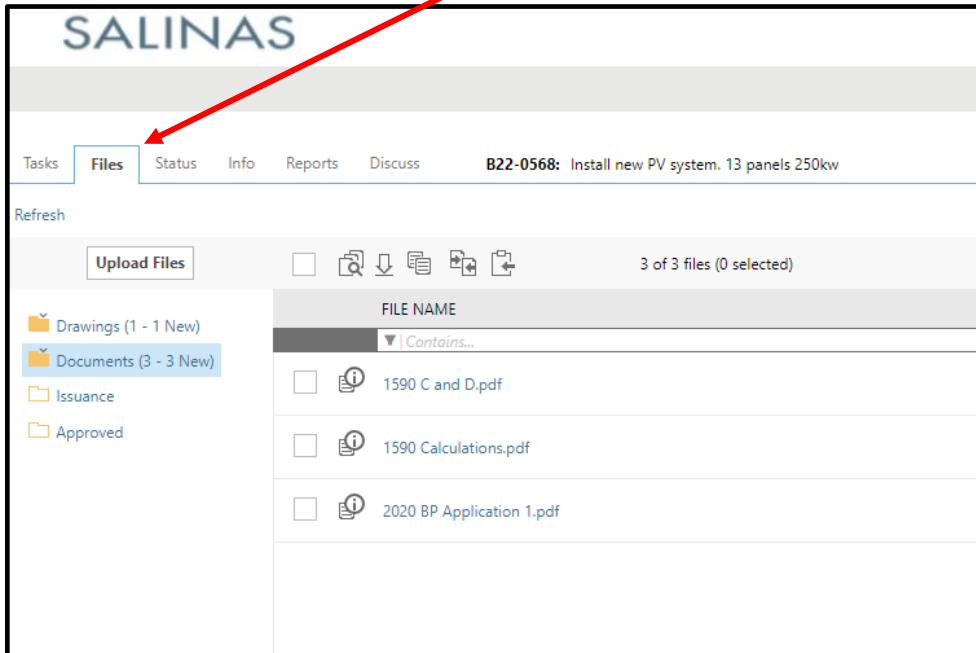 SALINAS
Tasks Files Status Info Reports Discuss B22-0568: Install new PV system. 13 panels 250kw
Refresh
Upload Files 3 of 3 files (0 selected)
FILE NAME
Contains...
Drawings (1 - 1 New)
Documents (3 - 3 New)
Issuance
Approved
1590 C and D.pdf
1590 Calculations.pdf
2020 BP Application 1.pdf